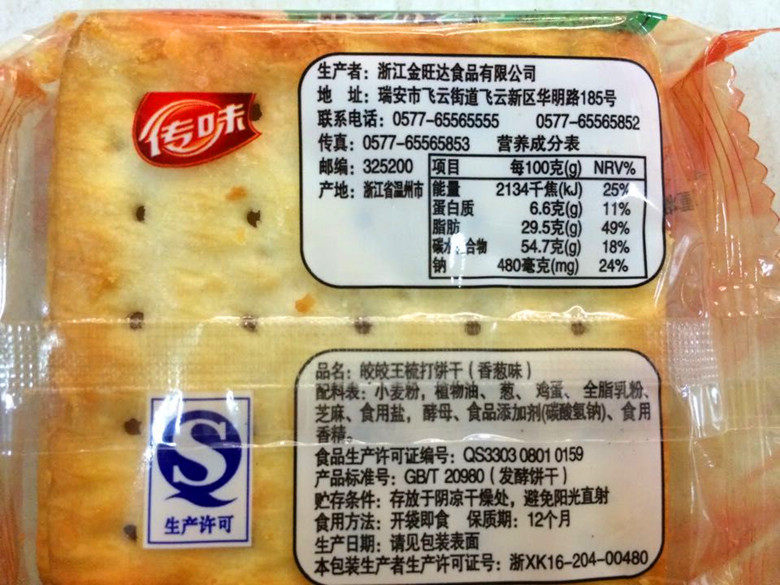 传味
生产者：浙江金旺达食品有限公司
地 址：瑞安市飞云街道飞云新区华明路185号
联系电话：0577-65565555 0577-65565852
传真：0577-65565853 营养成分表
邮编：325200
产地：浙江省温州市
项目 每100克(g) NRV%
能量 2134千焦(kJ) 25%
蛋白质 6.6克(g) 11%
脂肪 29.5克(g) 49%
碳水化合物 54.7克(g) 18%
钠 480毫克(mg) 24%
品名：皎皎王梳打饼干（香葱味）
配料表：小麦粉，植物油、葱、鸡蛋、全脂乳粉、
芝麻、食用盐，酵母、食品添加剂(碳酸氢钠)、食用
香精。
食品生产许可证编号：QS3303 0801 0159
产品标准号：GB/T 20980（发酵饼干）
贮存条件：存放于阴凉干燥处，避免阳光直射
食用方法：开袋即食 保质期：12个月
生产日期：请见包装表面
本包装生产者生产许可证号：浙XK16-204-00480
生产许可